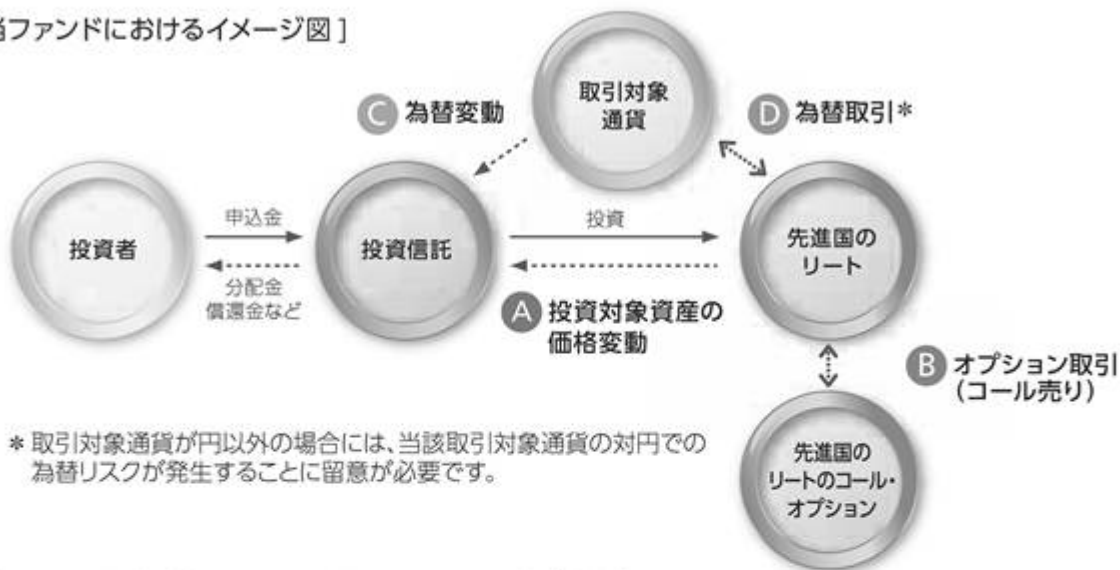 当ファンドにおけるイメージ図]
取引対象
通貨
C 為替変動
D 為替取引*
投資者
申込金
分配金
償還金など
投資信託
投資
先進国の
リート
A 投資対象資産の
価格変動
B オプション取引
(コール売り)
先進国の
リートのコール・
オプション
* 取引対象通貨が円以外の場合には、当該取引対象通貨の対円での
為替リスクが発生することに留意が必要です。